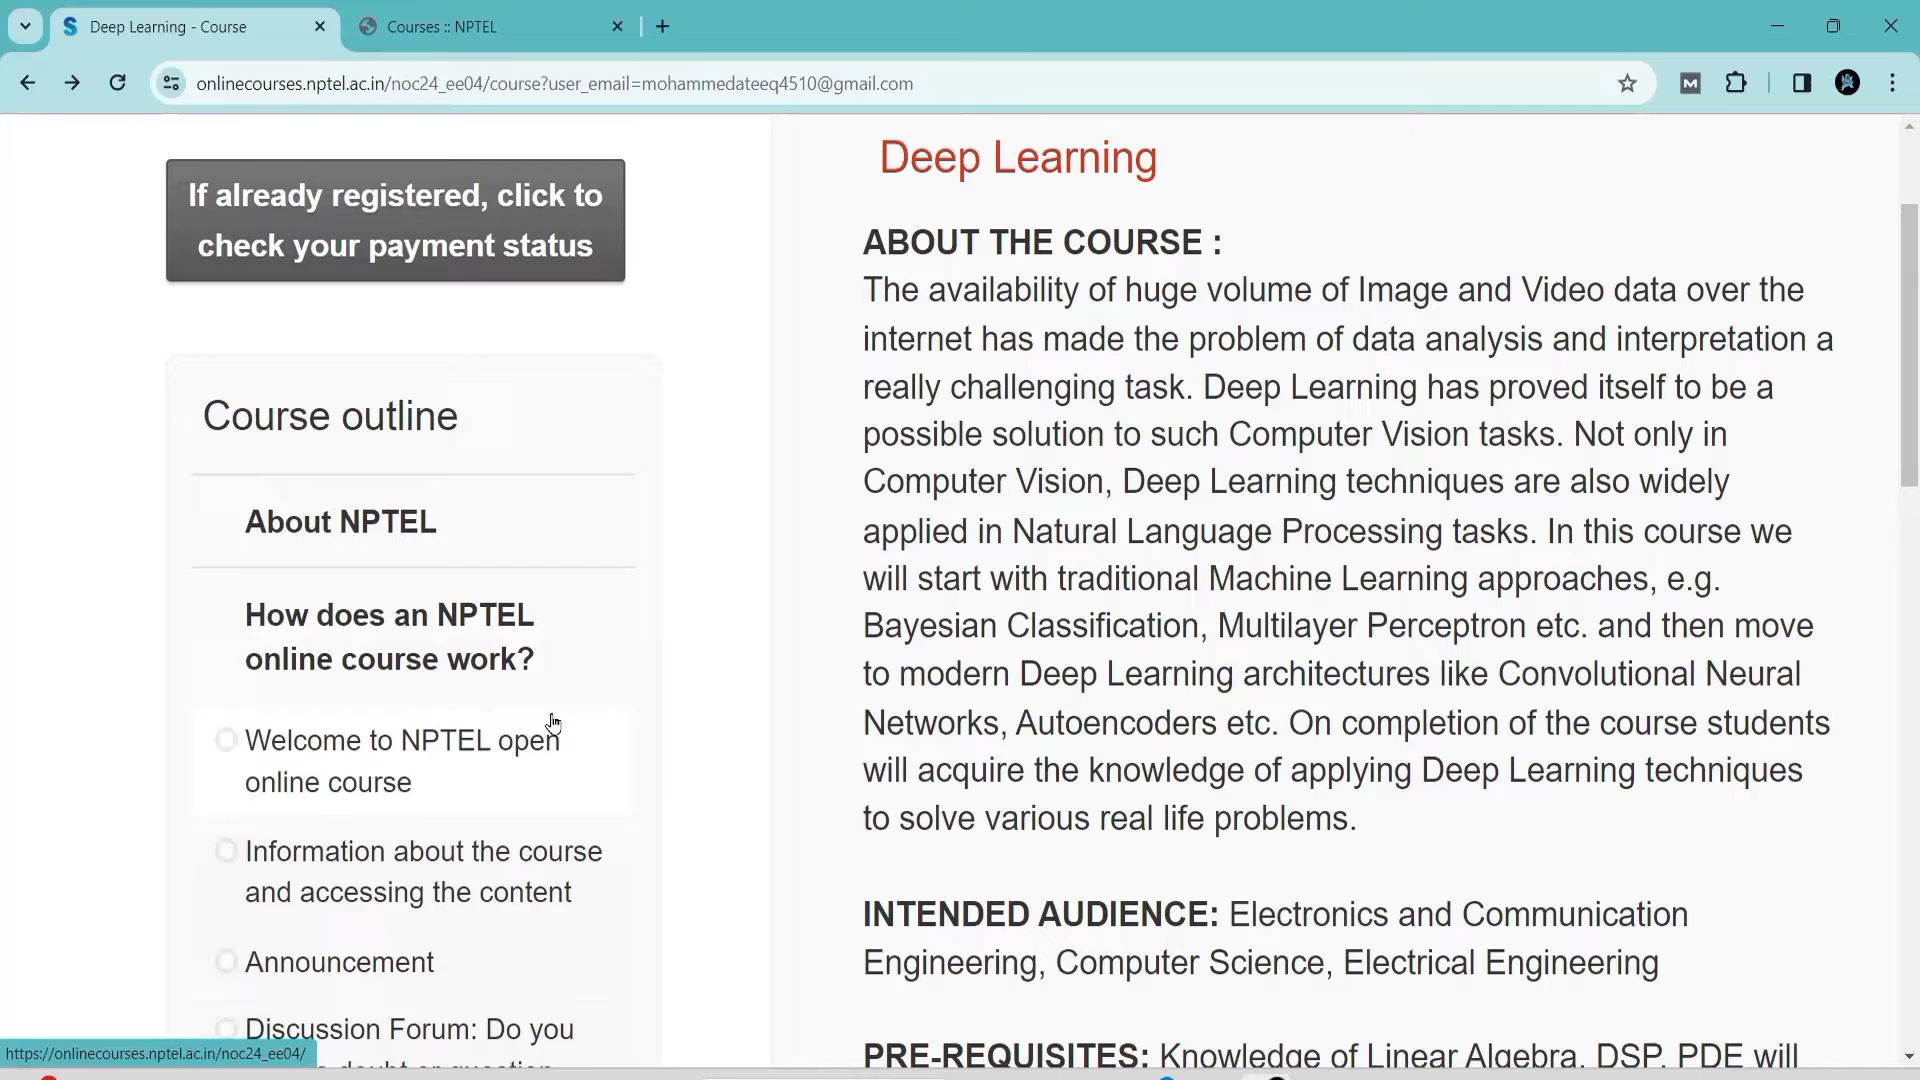 Deep Learning - Course
Courses :: NPTEL
onlinecourses.nptel.ac.in/noc24_ee04/course?user_email=mohammedateeq4510@gmail.com
If already registered, click to
check your payment status
Course outline
About NPTEL
How does an NPTEL
online course work?
Welcome to NPTEL open
online course
Information about the course
and accessing the content
Announcement
Discussion Forum: Do you
doubt or question
https://onlinecourses.nptel.ac.in/noc24_ee04/
Deep Learning
ABOUT THE COURSE :
The availability of huge volume of Image and Video data over the
internet has made the problem of data analysis and interpretation a
really challenging task. Deep Learning has proved itself to be a
possible solution to such Computer Vision tasks. Not only in
Computer Vision, Deep Learning techniques are also widely
applied in Natural Language Processing tasks. In this course we
will start with traditional Machine Learning approaches, e.g.
Bayesian Classification, Multilayer Perceptron etc. and then move
to modern Deep Learning architectures like Convolutional Neural
Networks, Autoencoders etc. On completion of the course students
will acquire the knowledge of applying Deep Learning techniques
to solve various real life problems.
INTENDED AUDIENCE: Electronics and Communication
Engineering, Computer Science, Electrical Engineering
PRE-REQUISITES: Knowledge of Linear Algebra, DSP, PDE will